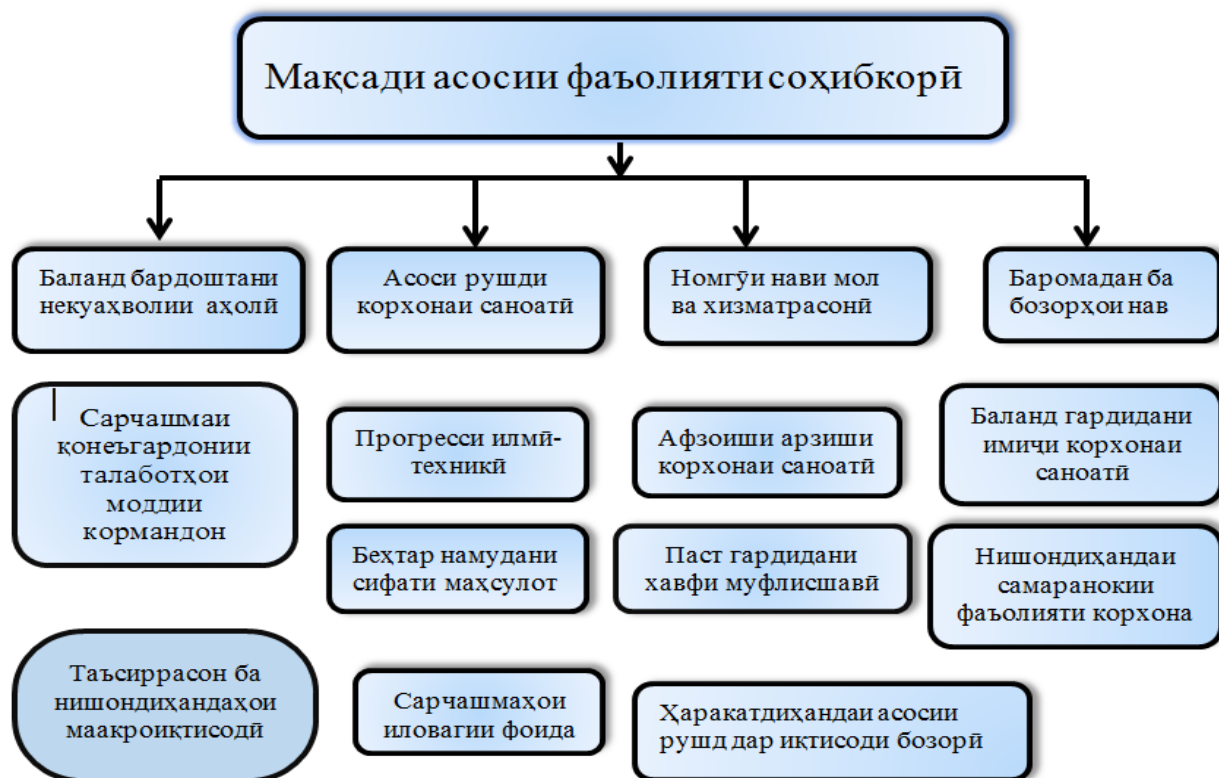 Мақсади асосии фаъолияти соҳибкорӣ
Баланд бардоштани
некуаҳволии аҳолӣ
Асоси рушди
корхонаи саноатӣ
Номгӯи нави мол
ва хизматрасонӣ
Баромадан ба
бозорҳои нав
Сарчашмаи
қонеъгардонии
талаботҳои
моддии
кормандон
Прогресси илмӣ-
техникӣ
Афзоиши арзиши
корхонаи саноатӣ
Баланд гардидани
имиҷи корхонаи
саноатӣ
Беҳтар намудани
сифати маҳсулот
Паст гардидани
хавфи муфлисшавӣ
Нишондиҳандаи
самаранокии
фаъолияти корхона
Таъсиррасон ба
нишондиҳандаҳои
маакроиқтисодӣ
Сарчашмаҳои
иловагии фоида
Ҳаракатдиҳандаи асосии
рушд дар иқтисоди бозорӣ